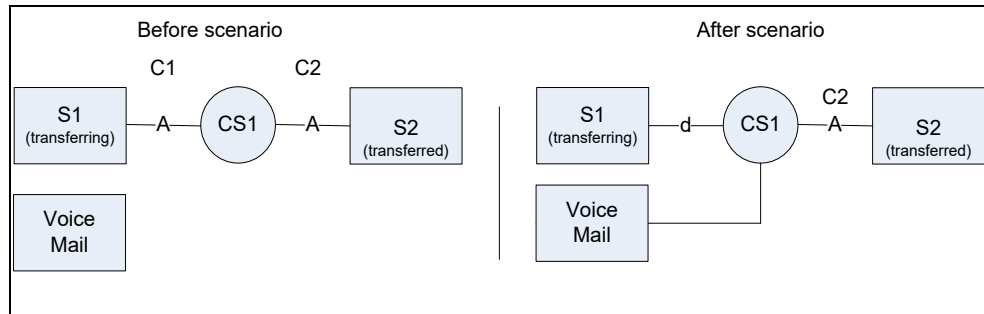 Before scenario
C1
C2
S1
(transferring)
A
CS1
A
S2
(transferred)
Voice
Mail
After scenario
C2
S1
(transferring)
d
CS1
A
S2
(transferred)
Voice
Mail